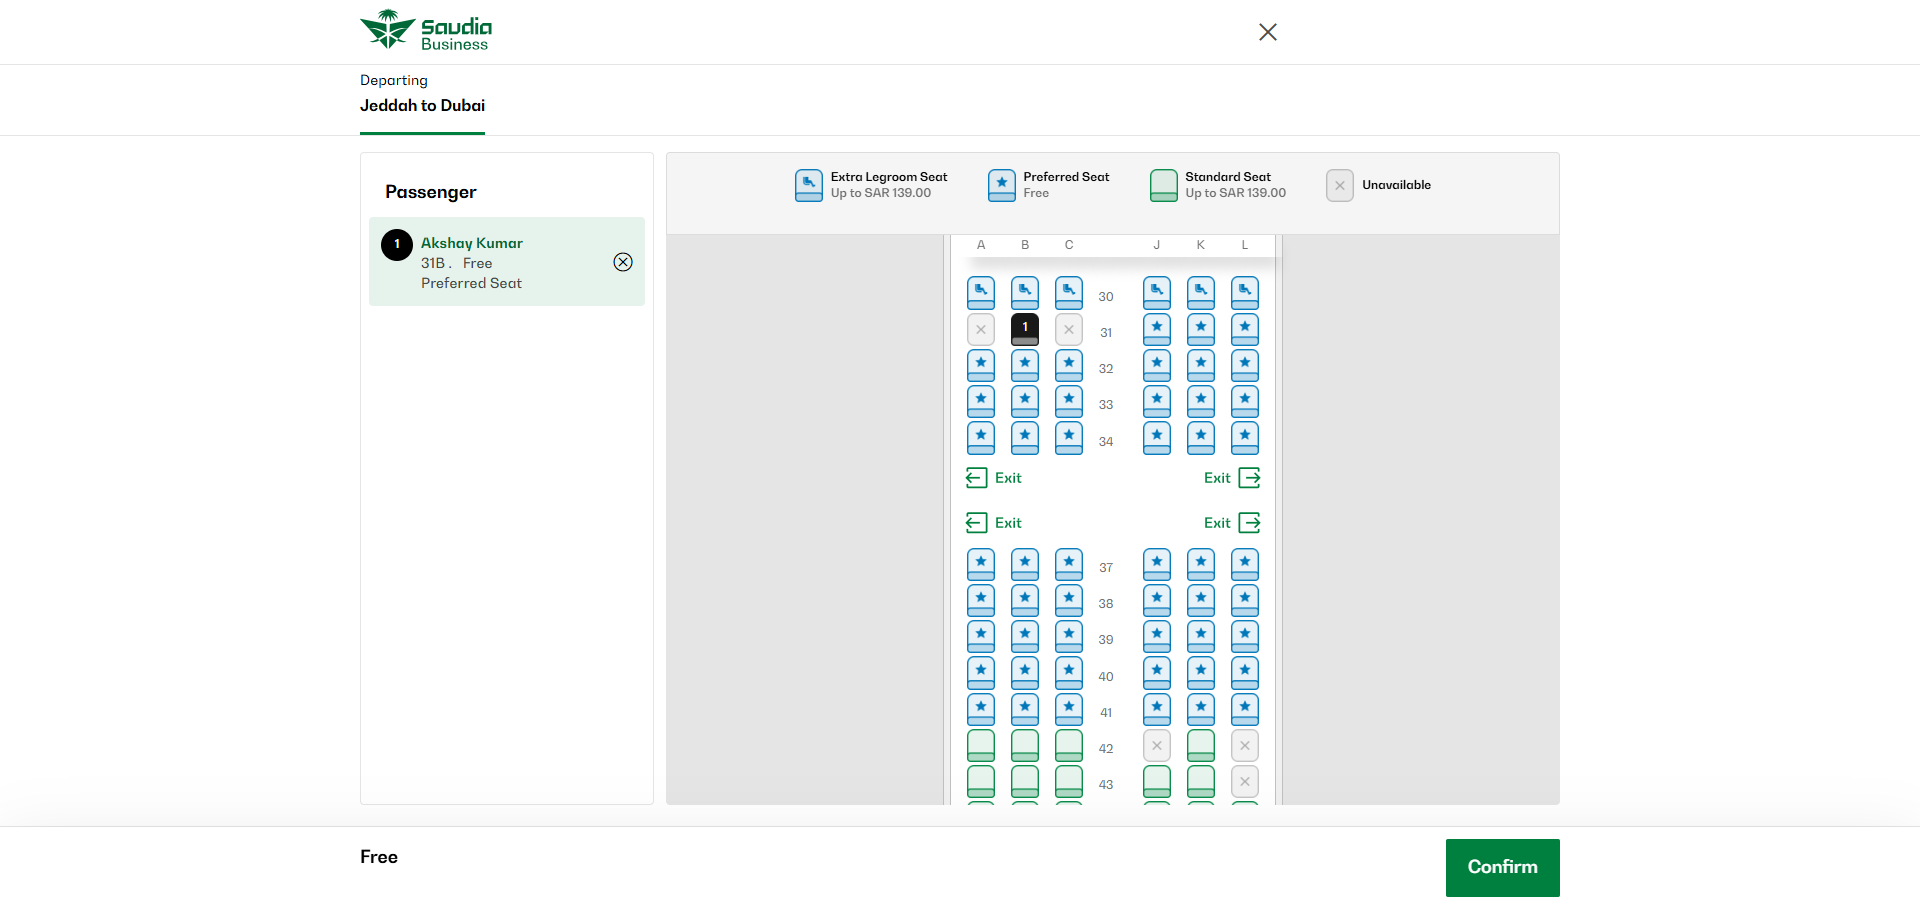 Saudia
Business
Departing
Jeddah to Dubai
Passenger
1 Akshay Kumar
31B . Free
Preferred Seat
Extra Legroom Seat
Up to SAR 139.00
Preferred Seat
Free
Standard Seat
Up to SAR 139.00
Unavailable
A B C J K L
30
1 31
32
33
34
Exit Exit
Exit Exit
37
38
39
40
41
42
43
Free
Confirm